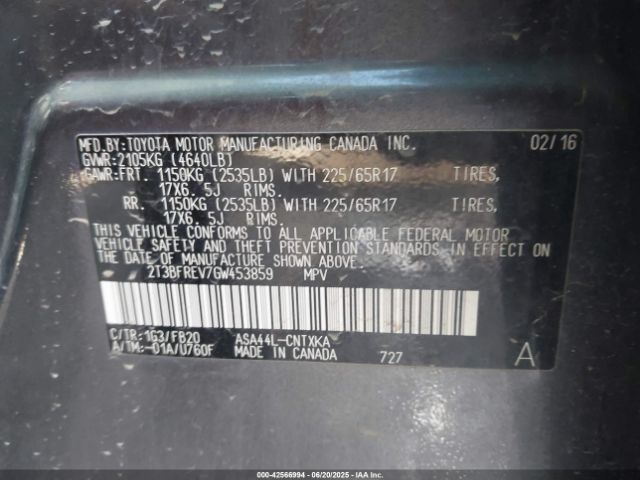 MFD.BY:TOYOTA MOTOR MANUFACTURING CANADA INC. 02/16
GVWR:2105KG (4640LB)
GAWR:FRT. 1150KG (2535LB) WITH 225/65R17 TIRES,
17X6. 5J RIMS.
RR. 1150KG (2535LB) WITH 225/65R17 TIRES,
17X6. 5J RIMS.
THIS VEHICLE CONFORMS TO ALL APPLICABLE FEDERAL MOTOR
VEHICLE SAFETY AND THEFT PREVENTION STANDARDS IN EFFECT ON
THE DATE OF MANUFACTURE SHOWN ABOVE.
2T3BFREV7GW453859 MPV
C/TR:1G3/FB20 ASA44L-CNTXKA
A/TM:-01A/U760F MADE IN CANADA 727 A
000-42566994 - 06/20/2025 - IAA Inc.